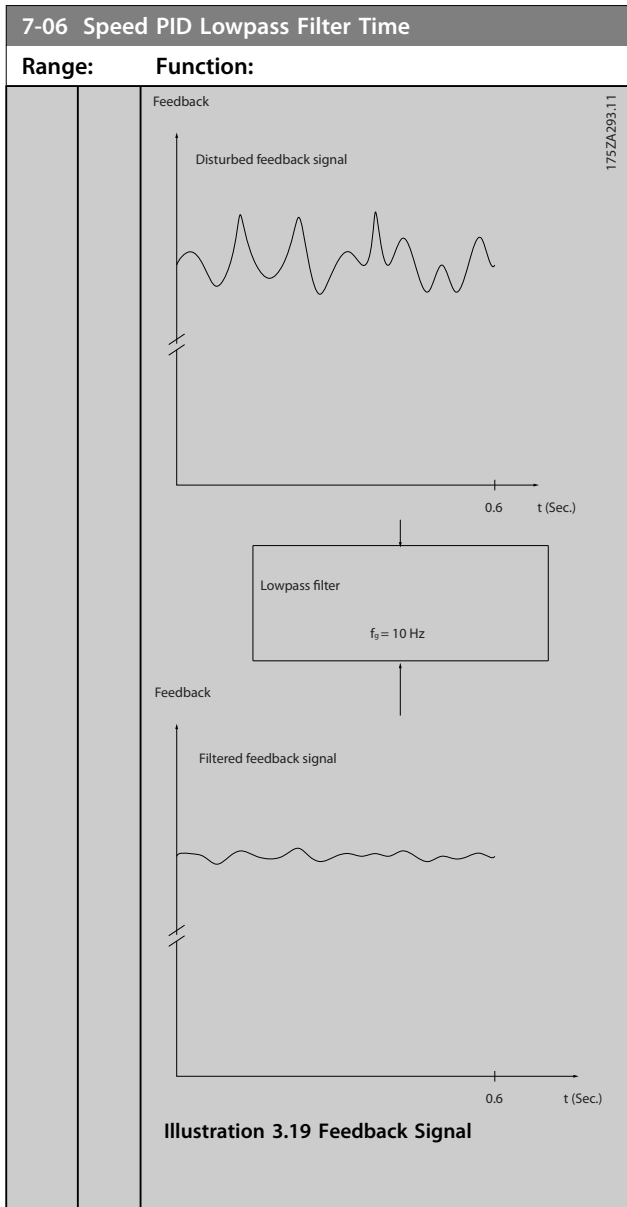 7-06 Speed PID Lowpass Filter Time
Range: Function:
Feedback
175ZA293.11
Disturbed feedback signal
0.6 t (Sec.)
Lowpass filter
fg = 10 Hz
Feedback
Filtered feedback signal
0.6 t (Sec.)
Illustration 3.19 Feedback Signal